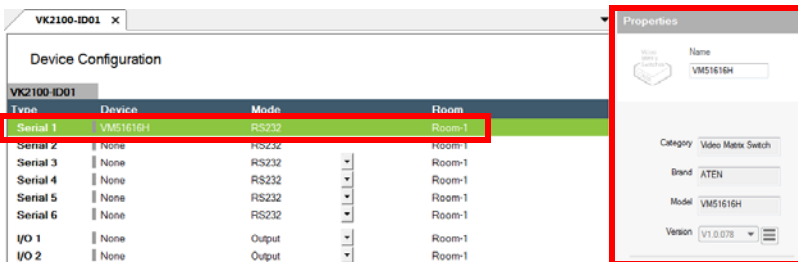 VK2100-ID01 ×
Device Configuration
VK2100-ID01
Type Device Mode Room
Serial 1 VM51616H RS232 Room-1
Serial 2 None RS232 Room-1
Serial 3 None RS232 Room-1
Serial 4 None RS232 Room-1
Serial 5 None RS232 Room-1
Serial 6 None RS232 Room-1
I/O 1 None Output Room-1
I/O 2 None Output Room-1
Properties
Name
VM51616H
Category Video Matrix Switch
Brand ATEN
Model VM51616H
Version V1.0.078